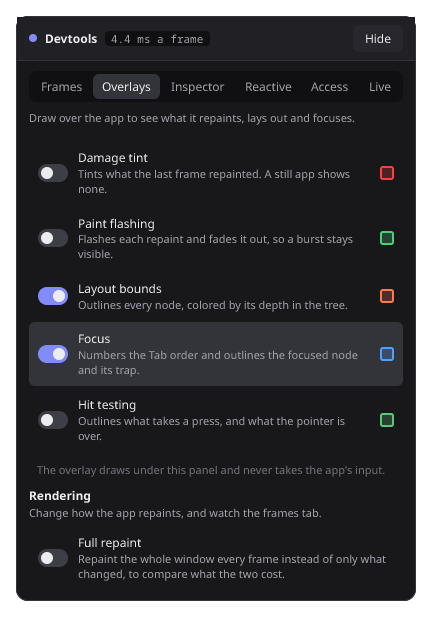 Devtools 4.4 ms a frame Hide
Frames Overlays Inspector Reactive Access Live
Draw over the app to see what it repaints, lays out and focuses.
Damage tint
Tints what the last frame repainted. A still app shows
none.
Paint flashing
Flashes each repaint and fades it out, so a burst stays
visible.
Layout bounds
Outlines every node, colored by its depth in the tree.
Focus
Numbers the Tab order and outlines the focused node
and its trap.
Hit testing
Outlines what takes a press, and what the pointer is
over.
The overlay draws under this panel and never takes the app's input.
Rendering
Change how the app repaints, and watch the frames tab.
Full repaint
Repaint the whole window every frame instead of only what
changed, to compare what the two cost.